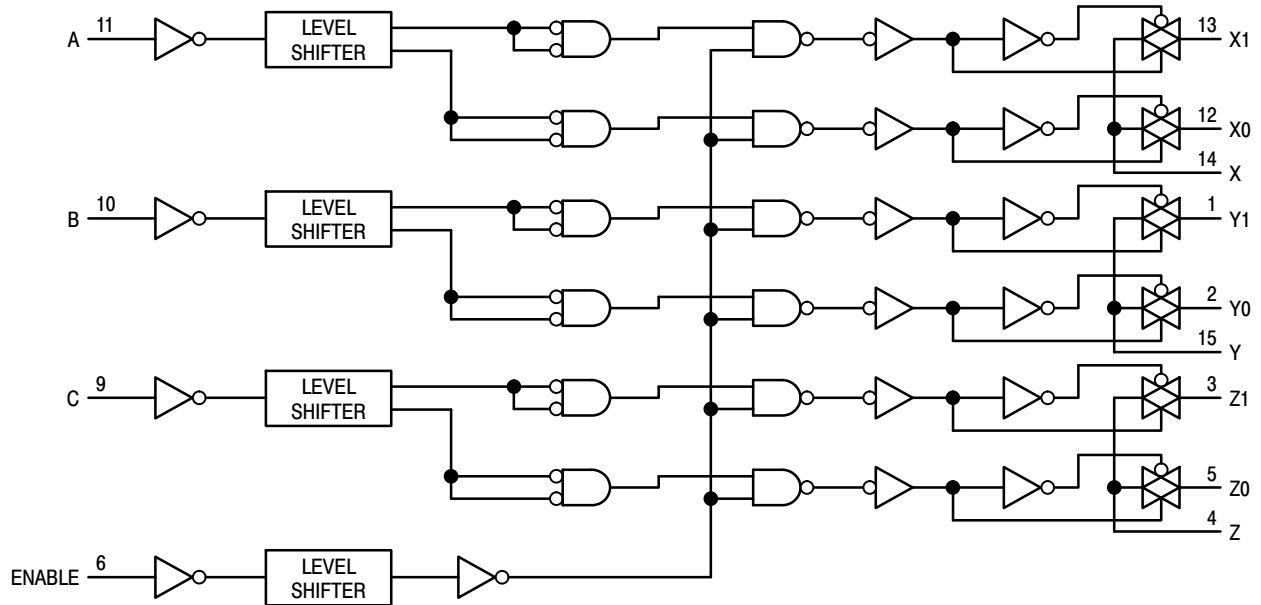 A 11
LEVEL
SHIFTER
13 X1
12 X0
14 X
B 10
LEVEL
SHIFTER
1 Y1
2 Y0
15 Y
C 9
LEVEL
SHIFTER
3 Z1
5 Z0
4 Z
ENABLE 6
LEVEL
SHIFTER